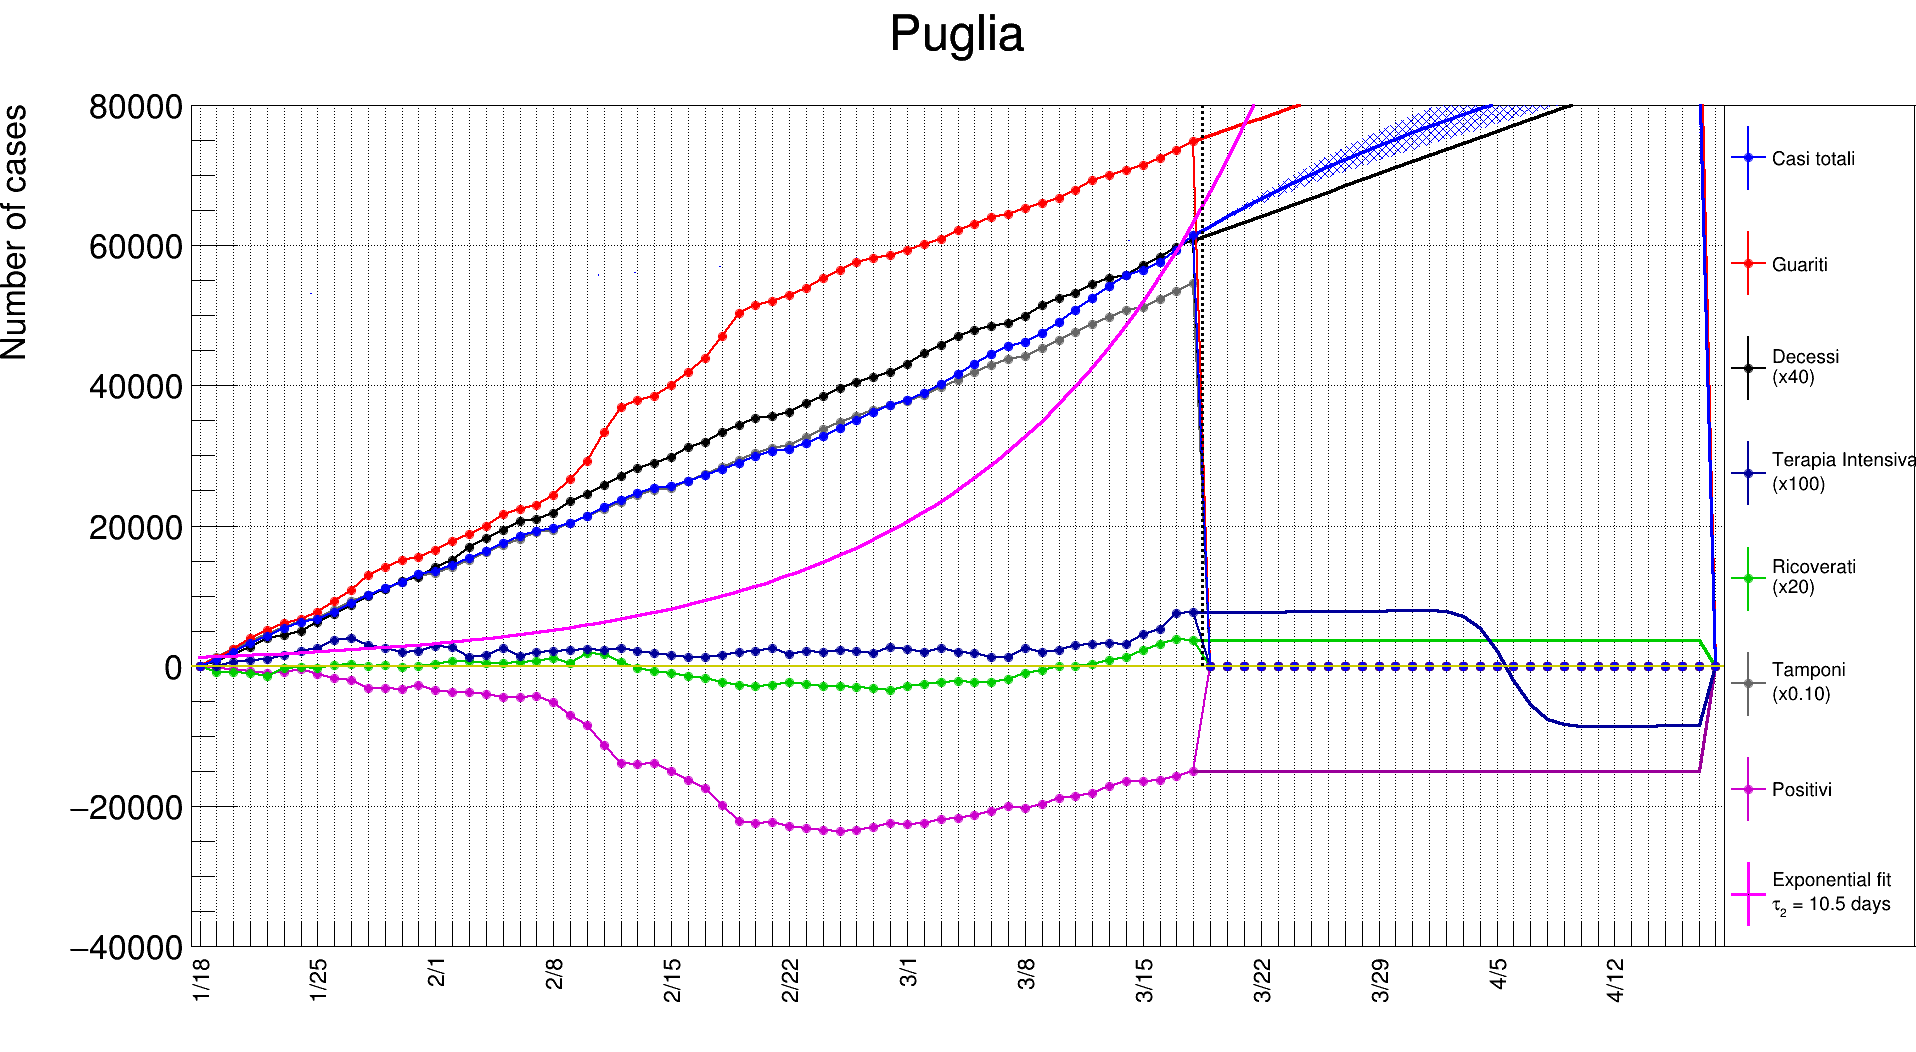 Puglia
Number of cases
80000
60000
40000
20000
0
−20000
−40000
1/18
1/25
2/1
2/8
2/15
2/22
3/1
3/8
3/15
3/22
3/29
4/5
4/12
Casi totali
Guariti
Decessi
(x40)
Terapia Intensiva
(x100)
Ricoverati
(x20)
Tamponi
(x0.10)
Positivi
Exponential fit
τ₂ = 10.5 days